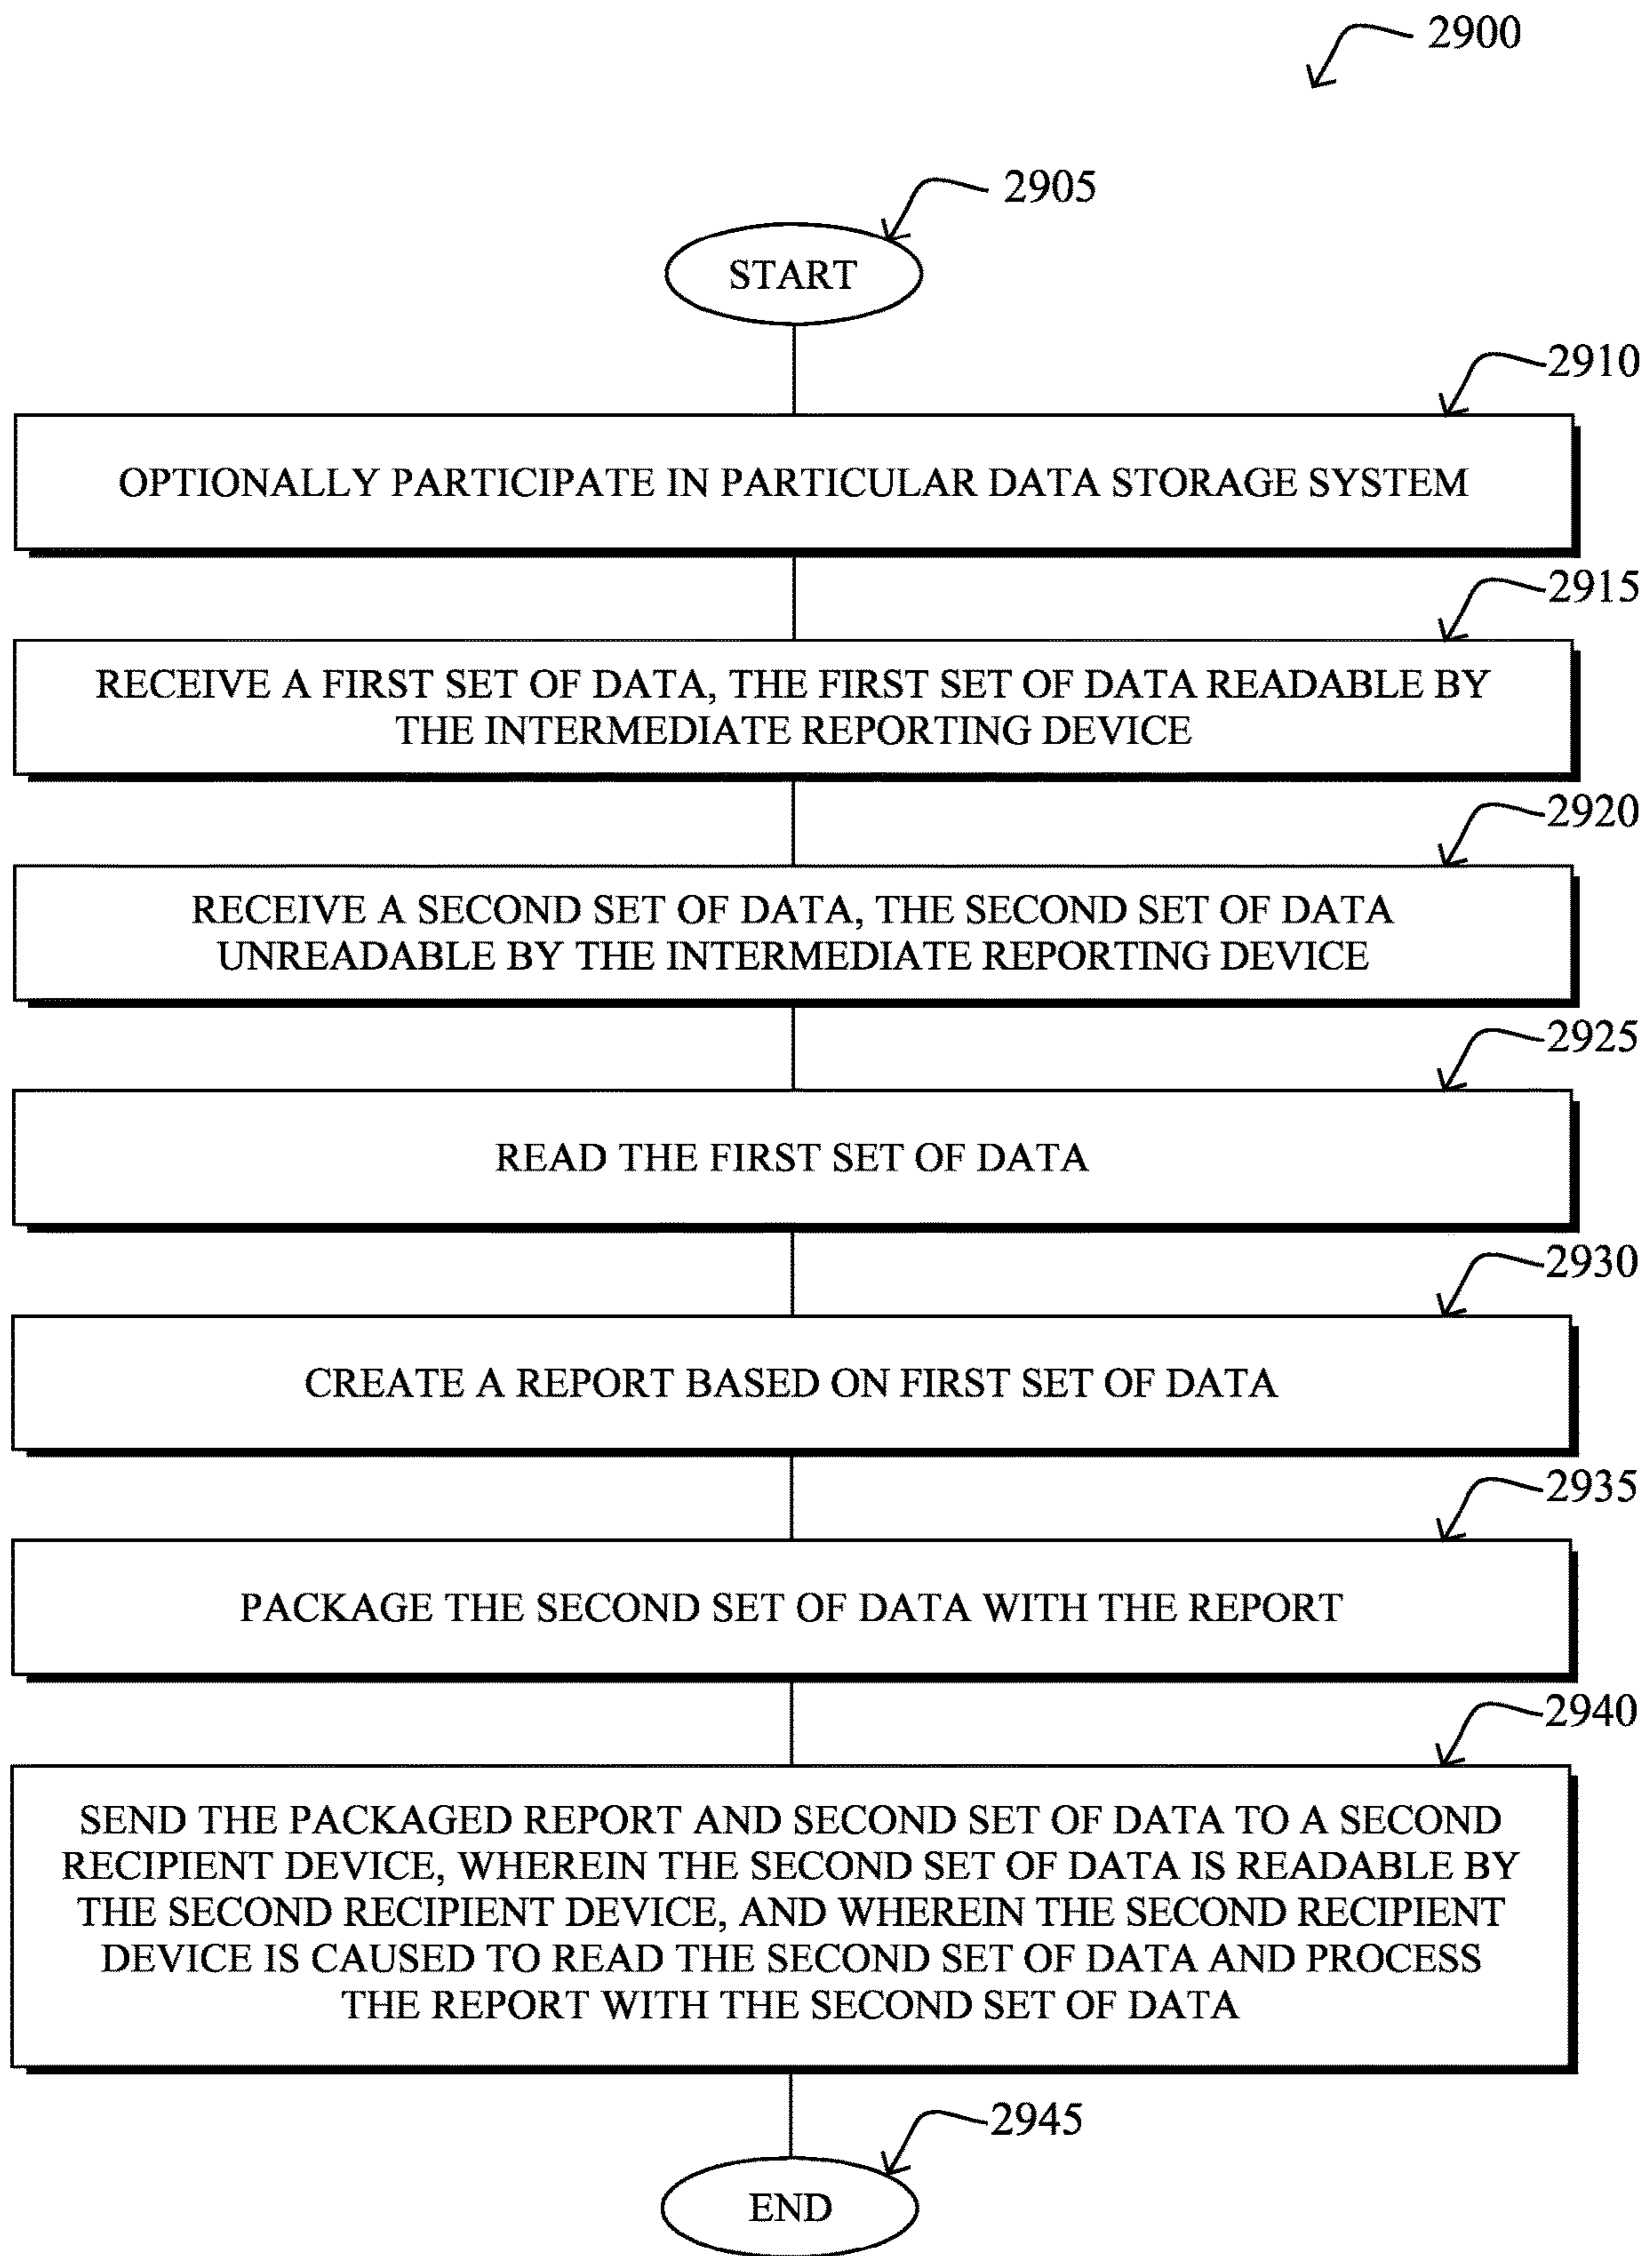 2900
2905
START
2910
OPTIONALLY PARTICIPATE IN PARTICULAR DATA STORAGE SYSTEM
2915
RECEIVE A FIRST SET OF DATA, THE FIRST SET OF DATA READABLE BY
THE INTERMEDIATE REPORTING DEVICE
2920
RECEIVE A SECOND SET OF DATA, THE SECOND SET OF DATA
UNREADABLE BY THE INTERMEDIATE REPORTING DEVICE
2925
READ THE FIRST SET OF DATA
2930
CREATE A REPORT BASED ON FIRST SET OF DATA
2935
PACKAGE THE SECOND SET OF DATA WITH THE REPORT
2940
SEND THE PACKAGED REPORT AND SECOND SET OF DATA TO A SECOND
RECIPIENT DEVICE, WHEREIN THE SECOND SET OF DATA IS READABLE BY
THE SECOND RECIPIENT DEVICE, AND WHEREIN THE SECOND RECIPIENT
DEVICE IS CAUSED TO READ THE SECOND SET OF DATA AND PROCESS
THE REPORT WITH THE SECOND SET OF DATA
2945
END